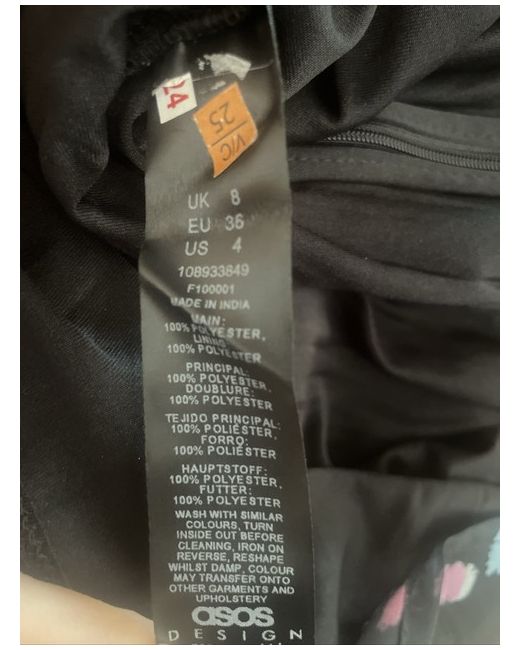 asos
24
V/C
25
UK 8
EU 36
US 4
108933849
F100001
MADE IN INDIA
MAIN:
100% POLYESTER,
LINING:
100% POLYESTER
PRINCIPAL:
100% POLYESTER,
DOUBLURE:
100% POLYESTER
TEJIDO PRINCIPAL:
100% POLIÉSTER,
FORRO:
100% POLIÉSTER
HAUPTSTOFF:
100% POLYESTER,
FUTTER:
100% POLYESTER
WASH WITH SIMILAR
COLOURS, TURN
INSIDE OUT BEFORE
CLEANING, IRON ON
REVERSE, RESHAPE
WHILST DAMP, COLOUR
MAY TRANSFER ONTO
OTHER GARMENTS AND
UPHOLSTERY
asos
DESIGN